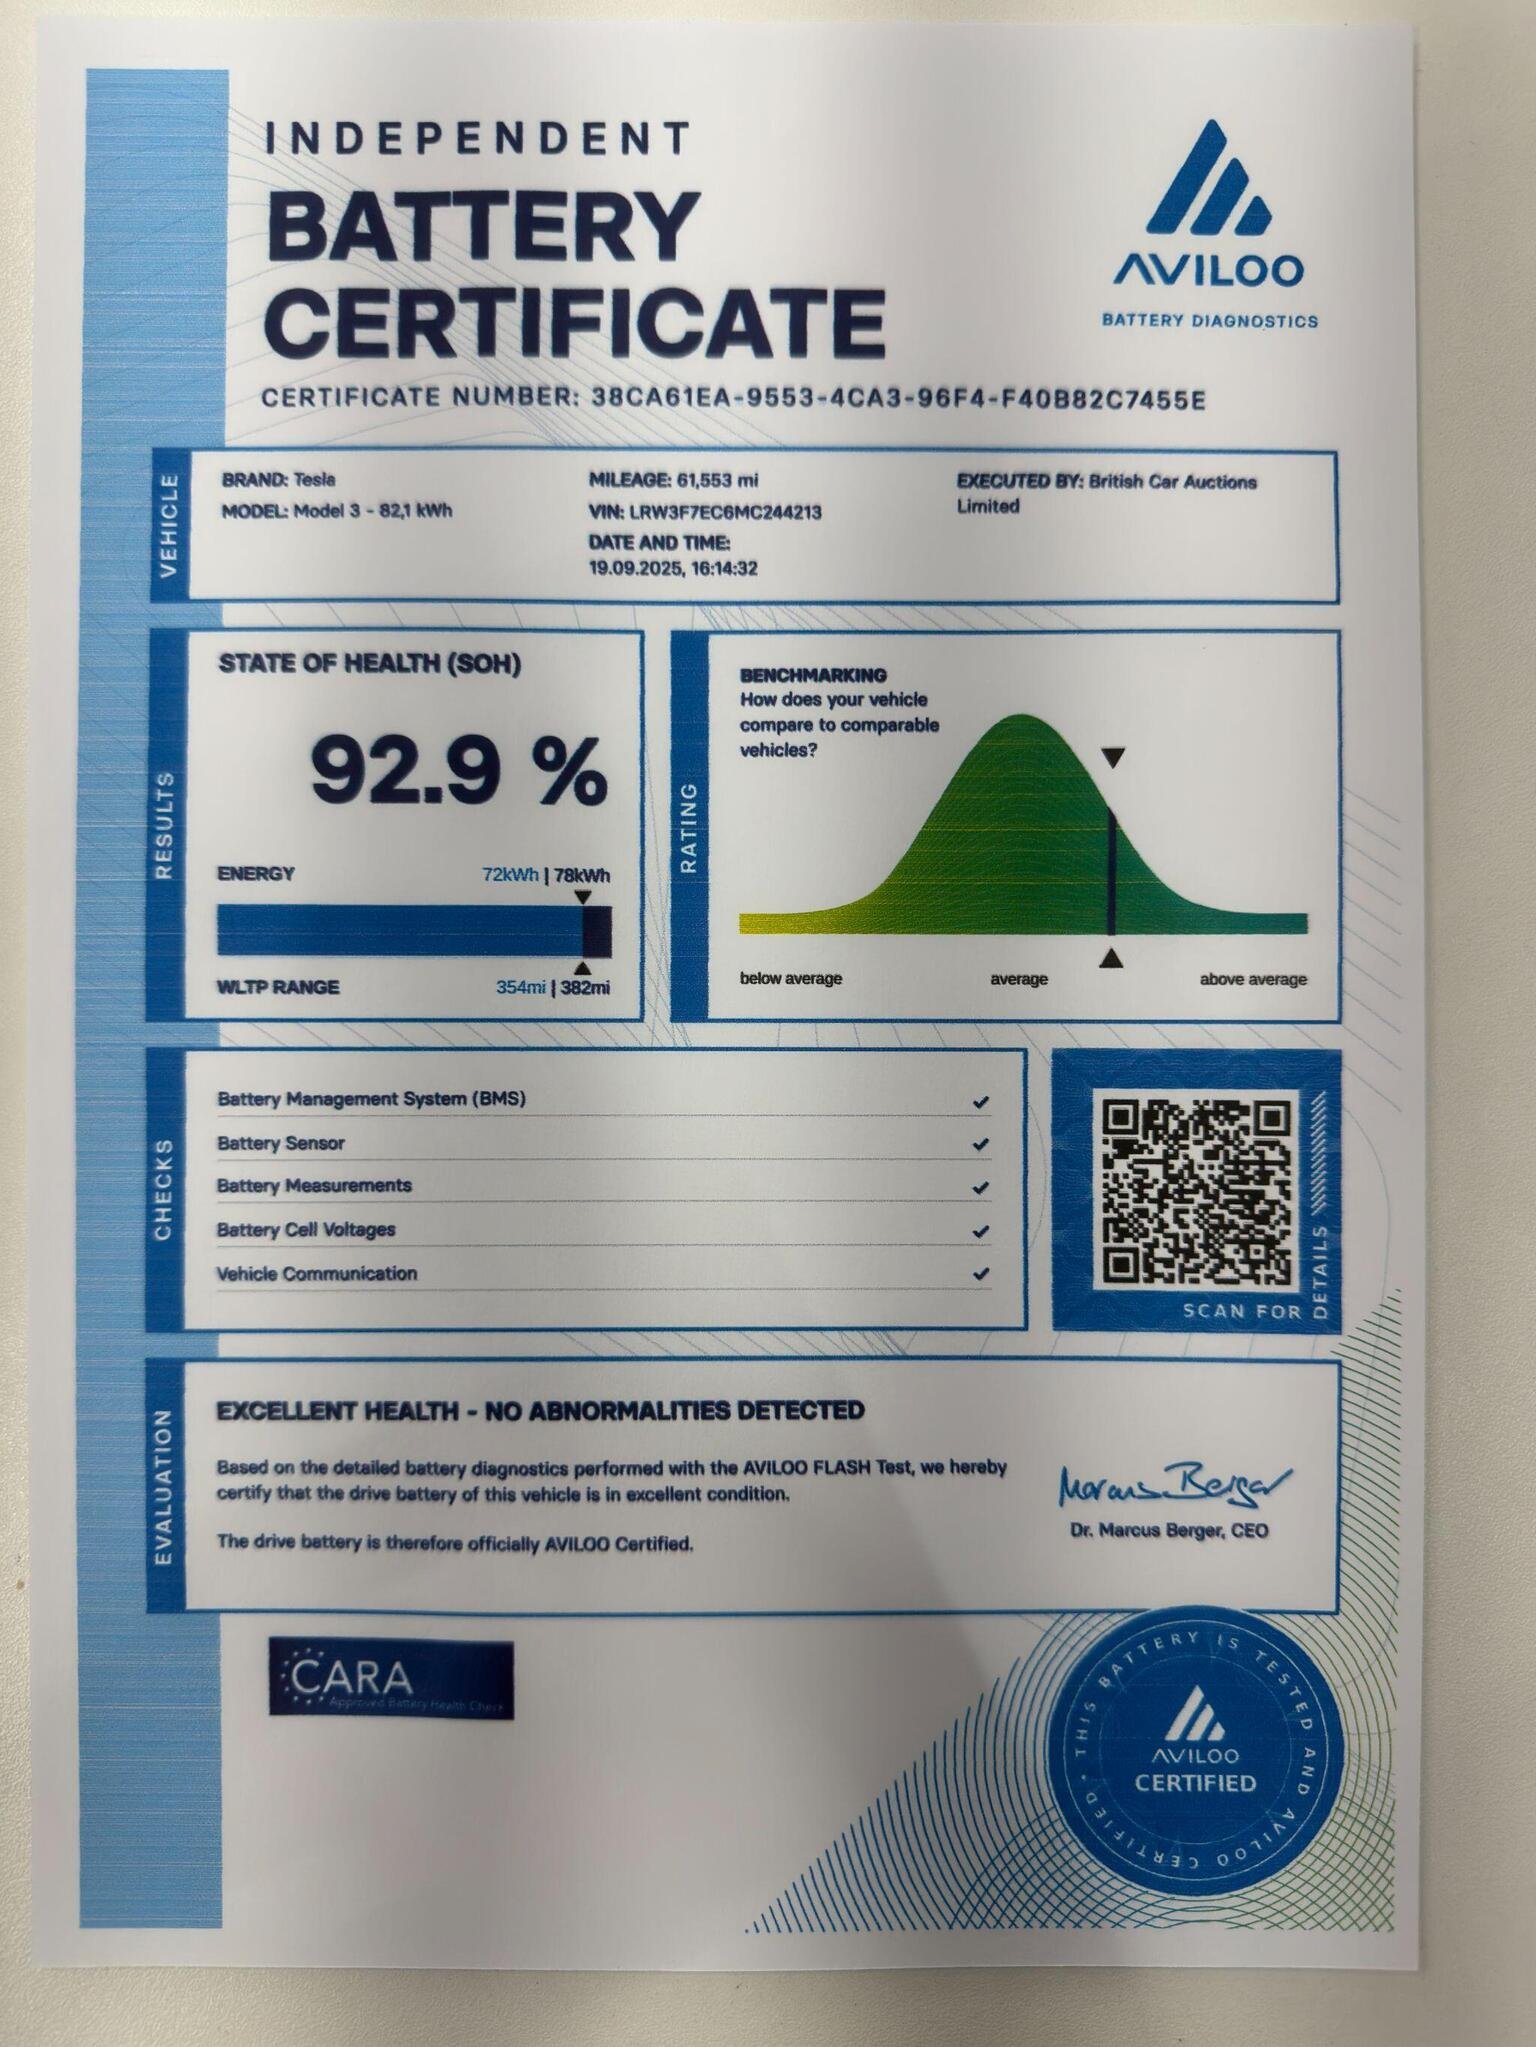 INDEPENDENT
BATTERY
CERTIFICATE
AVILOO
BATTERY DIAGNOSTICS
CERTIFICATE NUMBER: 38CA61EA-9553-4CA3-96F4-F40B82C7455E
VEHICLE
BRAND: Tesla
MODEL: Model 3 - 82,1 kWh
MILEAGE: 61,553 mi
VIN: LRW3F7EC6MC244213
DATE AND TIME:
19.09.2025, 16:14:32
EXECUTED BY: British Car Auctions
Limited
RESULTS
STATE OF HEALTH (SOH)
92.9 %
ENERGY 72kWh | 78kWh
WLTP RANGE 354mi | 382mi
RATING
BENCHMARKING
How does your vehicle
compare to comparable
vehicles?
below average average above average
CHECKS
Battery Management System (BMS)
Battery Sensor
Battery Measurements
Battery Cell Voltages
Vehicle Communication
SCAN FOR
DETAILS
EVALUATION
EXCELLENT HEALTH - NO ABNORMALITIES DETECTED
Based on the detailed battery diagnostics performed with the AVILOO FLASH Test, we hereby
certify that the drive battery of this vehicle is in excellent condition.
The drive battery is therefore officially AVILOO Certified.
Marcus Berger
Dr. Marcus Berger, CEO
CARA
Approved Battery Health Check
THIS BATTERY IS TESTED AND AVILOO CERTIFIED
AVILOO
CERTIFIED